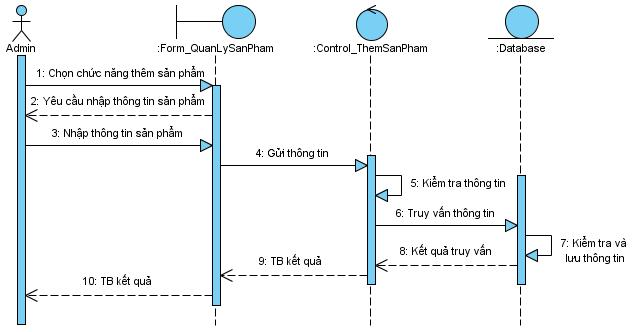 Admin
:Form_QuanLySanPham
:Control_ThemSanPham
:Database
1: Chọn chức năng thêm sản phẩm
2: Yêu cầu nhập thông tin sản phẩm
3: Nhập thông tin sản phẩm
4: Gửi thông tin
5: Kiểm tra thông tin
6: Truy vấn thông tin
7: Kiểm tra và
lưu thông tin
8: Kết quả truy vấn
9: TB kết quả
10: TB kết quả